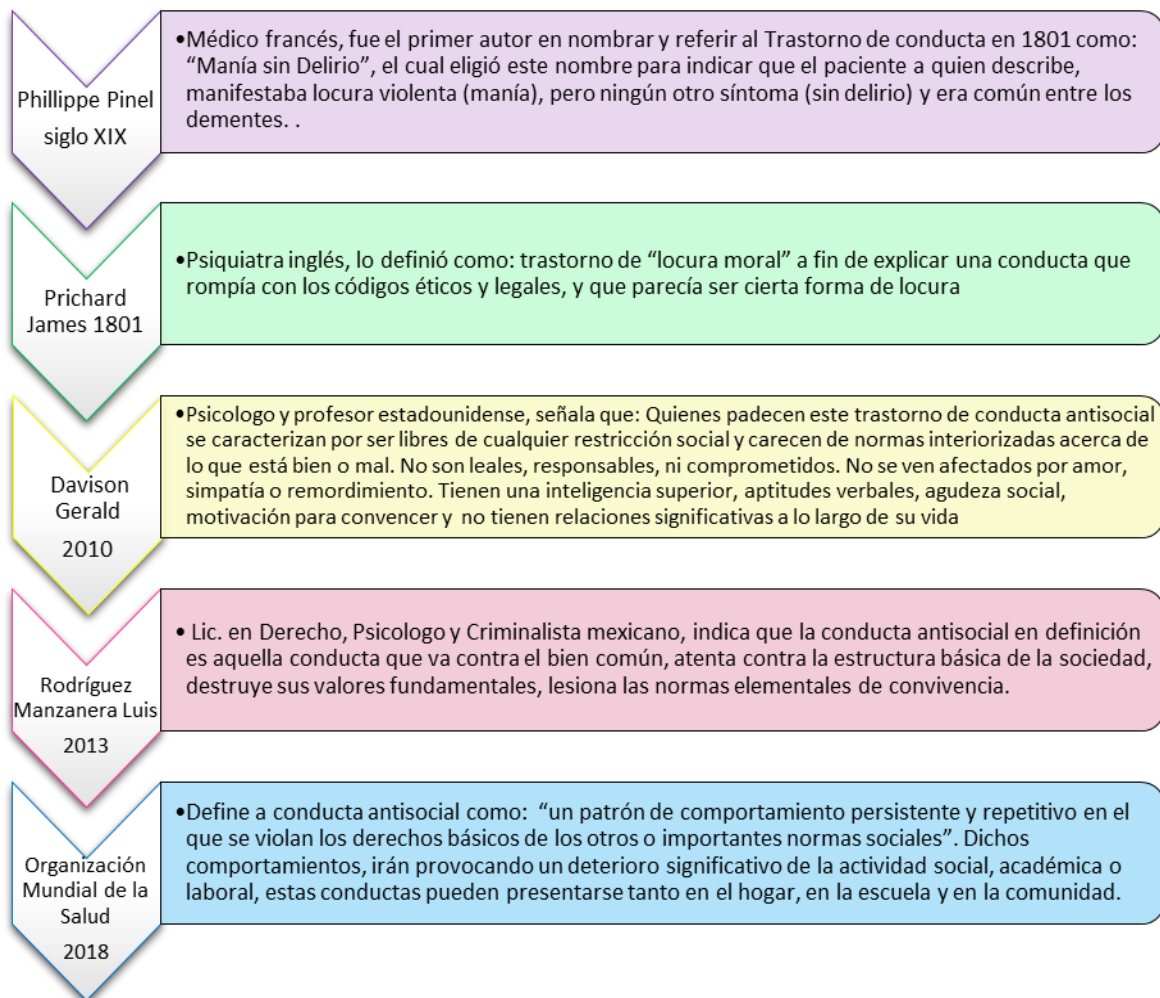 Phillippe Pinel
siglo XIX
•Médico francés, fue el primer autor en nombrar y referir al Trastorno de conducta en 1801 como:
“Manía sin Delirio”, el cual eligió este nombre para indicar que el paciente a quien describe,
manifestaba locura violenta (manía), pero ningún otro síntoma (sin delirio) y era común entre los
dementes. .
Prichard
James 1801
•Psiquiatra inglés, lo definió como: trastorno de “locura moral” a fin de explicar una conducta que
rompía con los códigos éticos y legales, y que parecía ser cierta forma de locura
Davison
Gerald
2010
•Psicologo y profesor estadounidense, señala que: Quienes padecen este trastorno de conducta antisocial
se caracterizan por ser libres de cualquier restricción social y carecen de normas interiorizadas acerca de
lo que está bien o mal. No son leales, responsables, ni comprometidos. No se ven afectados por amor,
simpatía o remordimiento. Tienen una inteligencia superior, aptitudes verbales, agudeza social,
motivación para convencer y no tienen relaciones significativas a lo largo de su vida
Rodríguez
Manzanera Luis
2013
• Lic. en Derecho, Psicologo y Criminalista mexicano, indica que la conducta antisocial en definición
es aquella conducta que va contra el bien común, atenta contra la estructura básica de la sociedad,
destruye sus valores fundamentales, lesiona las normas elementales de convivencia.
Organización
Mundial de la
Salud
2018
•Define a conducta antisocial como: “un patrón de comportamiento persistente y repetitivo en el
que se violan los derechos básicos de los otros o importantes normas sociales”. Dichos
comportamientos, irán provocando un deterioro significativo de la actividad social, académica o
laboral, estas conductas pueden presentarse tanto en el hogar, en la escuela y en la comunidad.